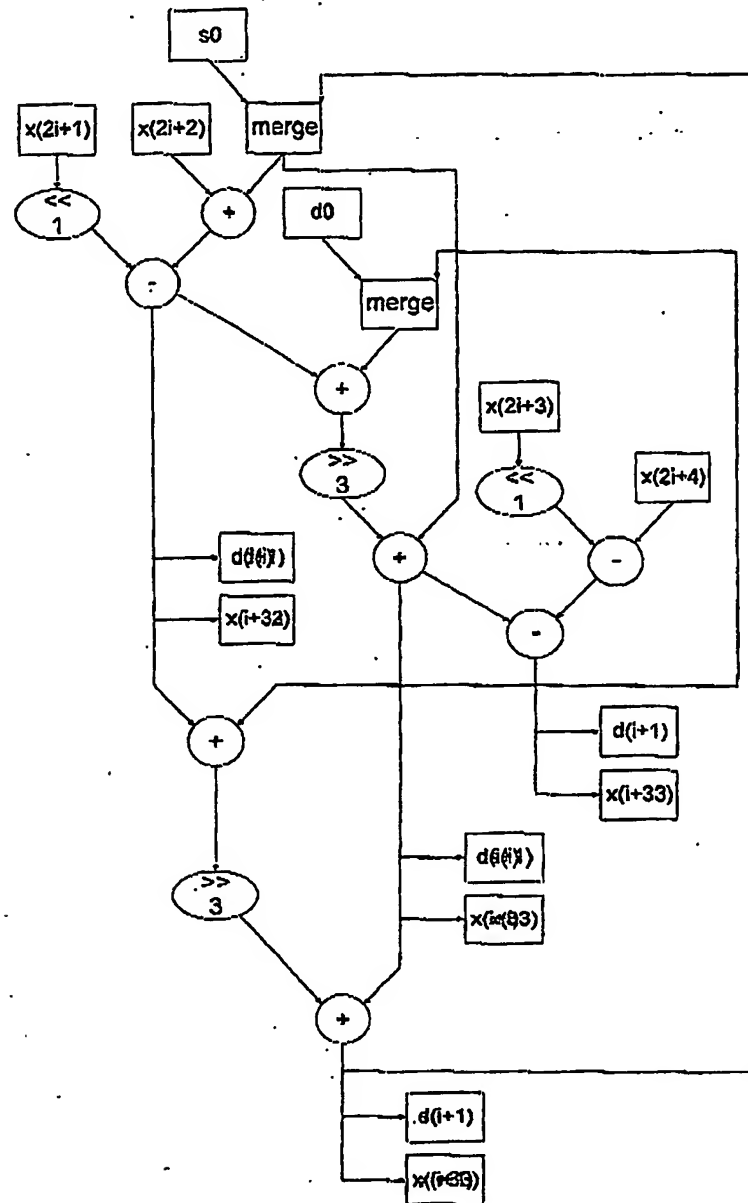 s0
x(2i+1)
x(2i+2)
merge
<<
1
+
d0
-
merge
+
x(2i+3)
>>
3
<<
1
x(2i+4)
+
-
-
+
d(i+1)
x(i+33)
>>
3
+
d(i+1)